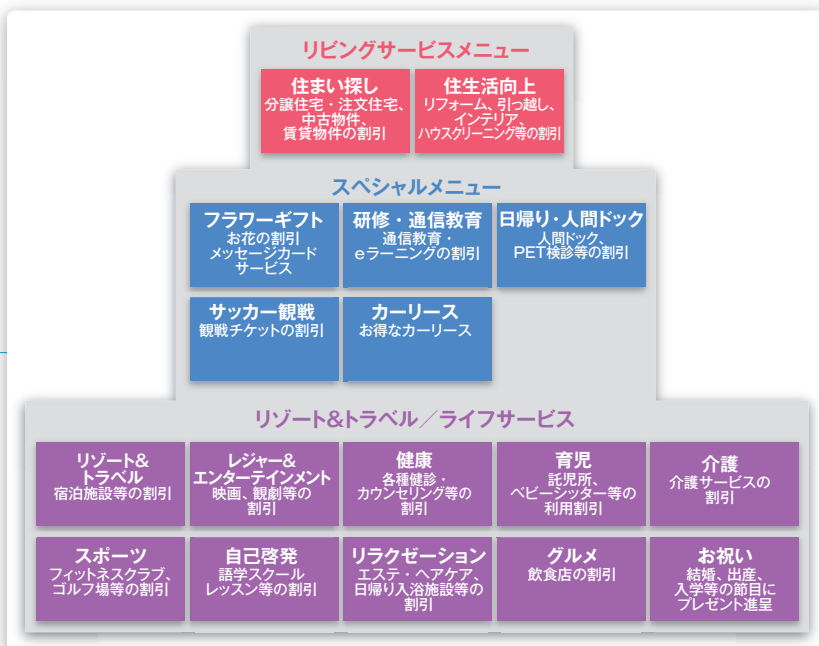 リビングサービスメニュー
住まい探し
分譲住宅・注文住宅、
中古物件、
賃貸物件の割引
住生活向上
リフォーム、引っ越し、
インテリア、
ハウスクリーニング等の割引
スペシャルメニュー
フラワーギフト
お花の割引
メッセージカード
サービス
研修・通信教育
通信教育・
eラーニングの割引
日帰り・人間ドック
人間ドック、
PET検診等の割引
サッカー観戦
観戦チケットの割引
カーリース
お得なカーリース
リゾート&トラベル／ライフサービス
リゾート&
トラベル
宿泊施設等の割引
レジャー&
エンターテインメント
映画、観劇等の
割引
健康
各種健診・
カウンセリング等の
割引
育児
託児所、
ベビーシッター等の
利用割引
介護
介護サービスの
割引
スポーツ
フィットネスクラブ、
ゴルフ場等の割引
自己啓発
語学スクール
レッスン等の割引
リラクゼーション
エステ・ヘアケア、
日帰り入浴施設等の
割引
グルメ
飲食店の割引
お祝い
結婚、出産、
入学等の節目に
プレゼント進呈